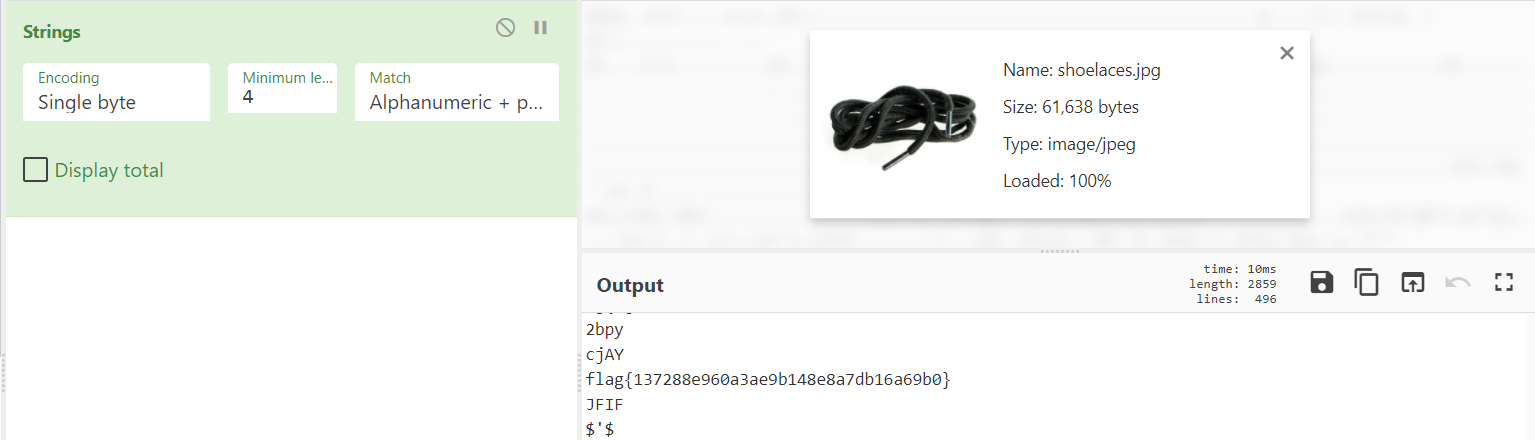 Strings
Encoding
Single byte
Minimum le...
4
Match
Alphanumeric + p...
Display total
Name: shoelaces.jpg
Size: 61,638 bytes
Type: image/jpeg
Loaded: 100%
Output
time: 10ms
length: 2859
lines: 496
2bpy
cjAY
flag{137288e960a3ae9b148e8a7db16a69b0}
JFIF
$'$